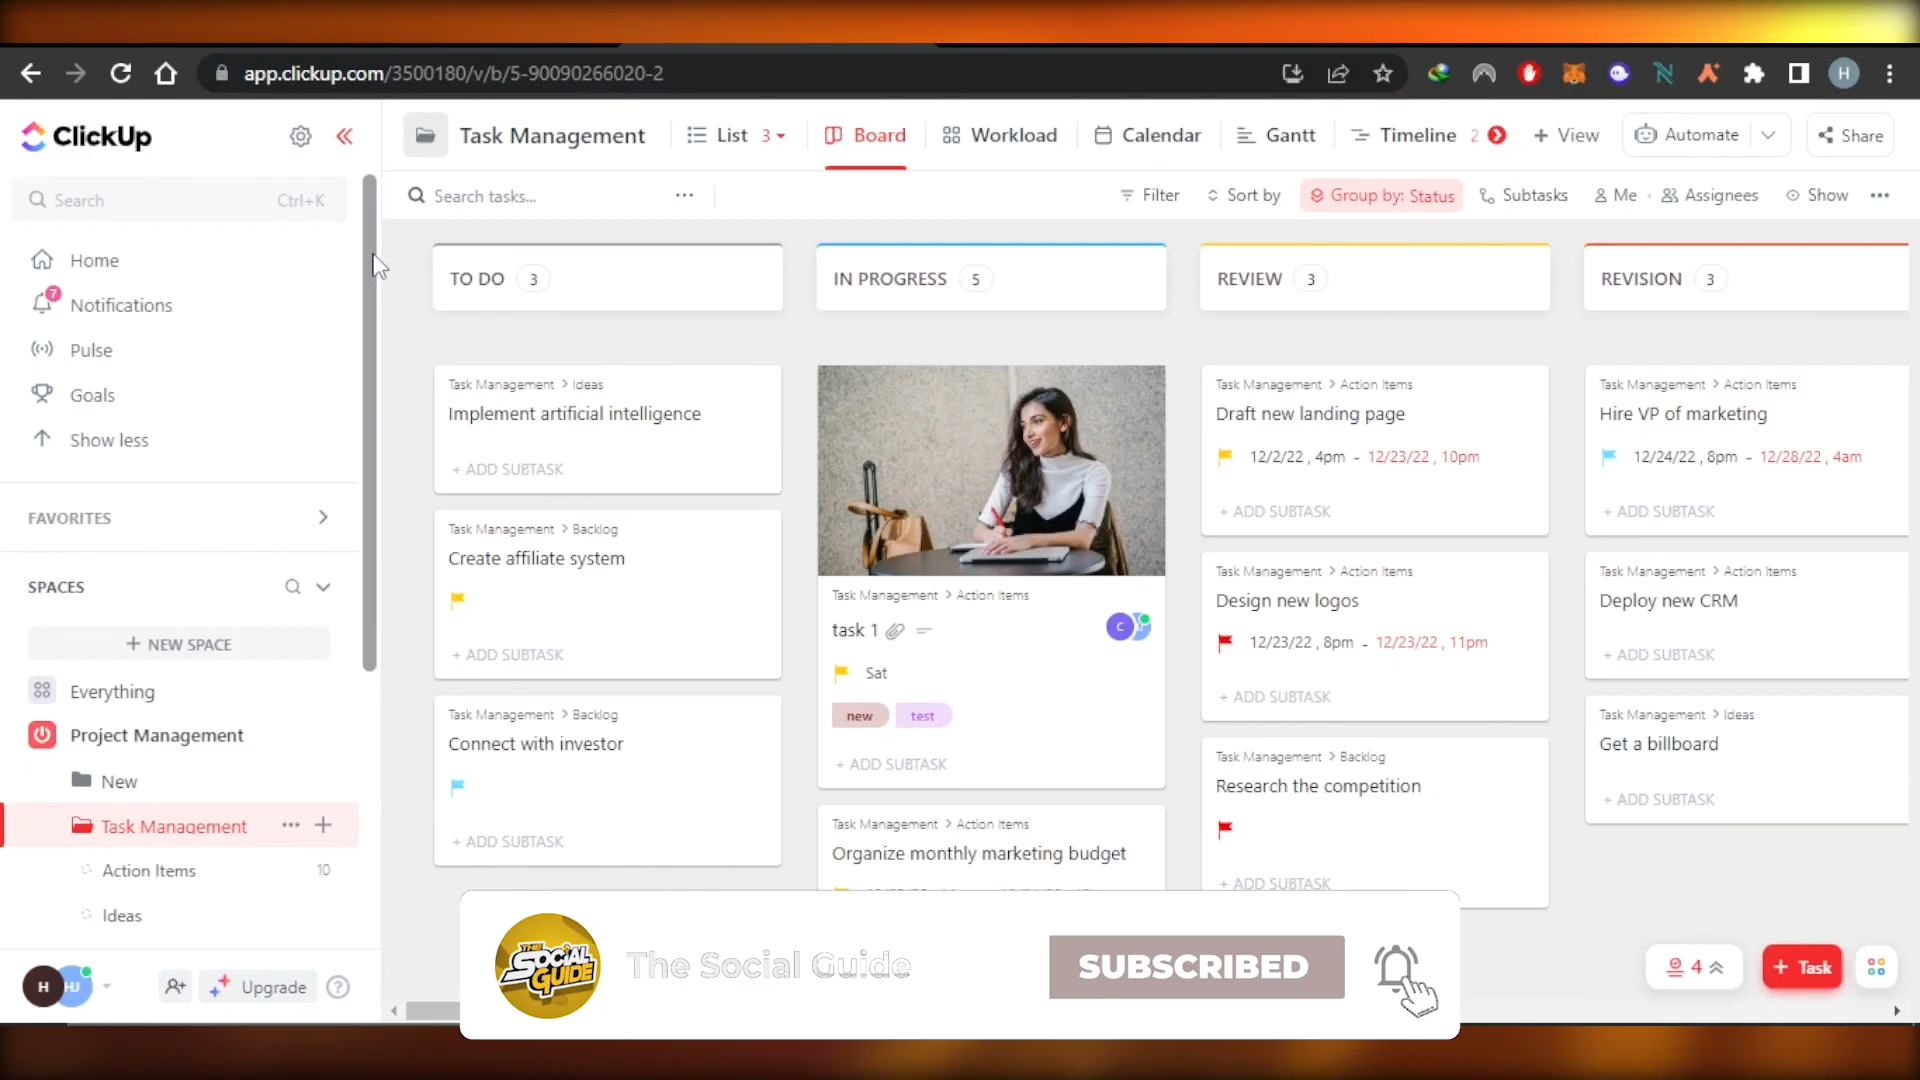 app.clickup.com/3500180/v/b/5-90090266020-2
H
ClickUp
Task Management
List 3
Board
Workload
Calendar
Gantt
Timeline 2
+ View
Automate
Share
Search Ctrl+K
Search tasks...
Filter
Sort by
Group by: Status
Subtasks
Me
Assignees
Show
Home
7
Notifications
Pulse
Goals
Show less
FAVORITES
SPACES
+ NEW SPACE
Everything
Project Management
New
Task Management
Action Items 10
Ideas
H HJ
Upgrade
TO DO 3
Task Management > Ideas
Implement artificial intelligence
+ ADD SUBTASK
Task Management > Backlog
Create affiliate system
+ ADD SUBTASK
Task Management > Backlog
Connect with investor
+ ADD SUBTASK
IN PROGRESS 5
Task Management > Action Items
task 1
C
Sat
new test
+ ADD SUBTASK
Task Management > Action Items
Organize monthly marketing budget
REVIEW 3
Task Management > Action Items
Draft new landing page
12/2/22 , 4pm - 12/23/22 , 10pm
+ ADD SUBTASK
Task Management > Action Items
Design new logos
12/23/22 , 8pm - 12/23/22 , 11pm
+ ADD SUBTASK
Task Management > Backlog
Research the competition
+ ADD SUBTASK
REVISION 3
Task Management > Action Items
Hire VP of marketing
12/24/22 , 8pm - 12/28/22 , 4am
+ ADD SUBTASK
Task Management > Action Items
Deploy new CRM
+ ADD SUBTASK
Task Management > Ideas
Get a billboard
+ ADD SUBTASK
THE SOCIAL GUIDE
The Social Guide
SUBSCRIBED
4
+ Task